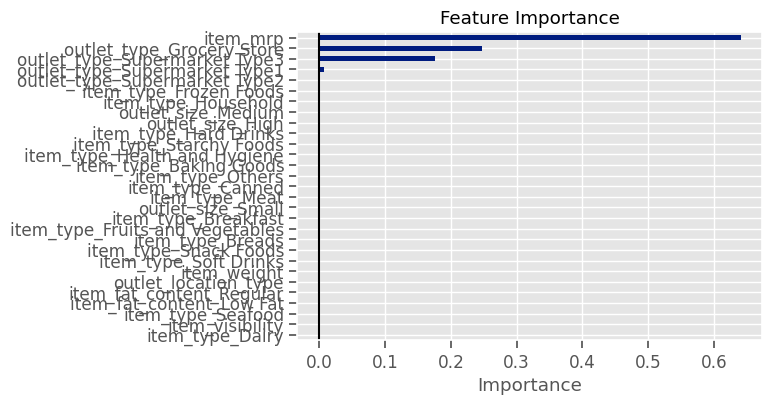 Feature Importance
item_mrp
outlet_type_Grocery Store
outlet_type_Supermarket Type3
outlet_type_Supermarket Type1
outlet_type_Supermarket Type2
item_type_Frozen Foods
item_type_Household
outlet_size_Medium
outlet_size_High
item_type_Hard Drinks
item_type_Starchy Foods
item_type_Health and Hygiene
item_type_Baking Goods
item_type_Others
item_type_Canned
item_type_Meat
outlet_size_Small
item_type_Breakfast
item_type_Fruits and Vegetables
item_type_Breads
item_type_Snack Foods
item_type_Soft Drinks
item_weight
outlet_location_type
item_fat_content_Regular
item_fat_content_Low Fat
item_type_Seafood
item_visibility
item_type_Dairy
0.0 0.1 0.2 0.3 0.4 0.5 0.6
Importance